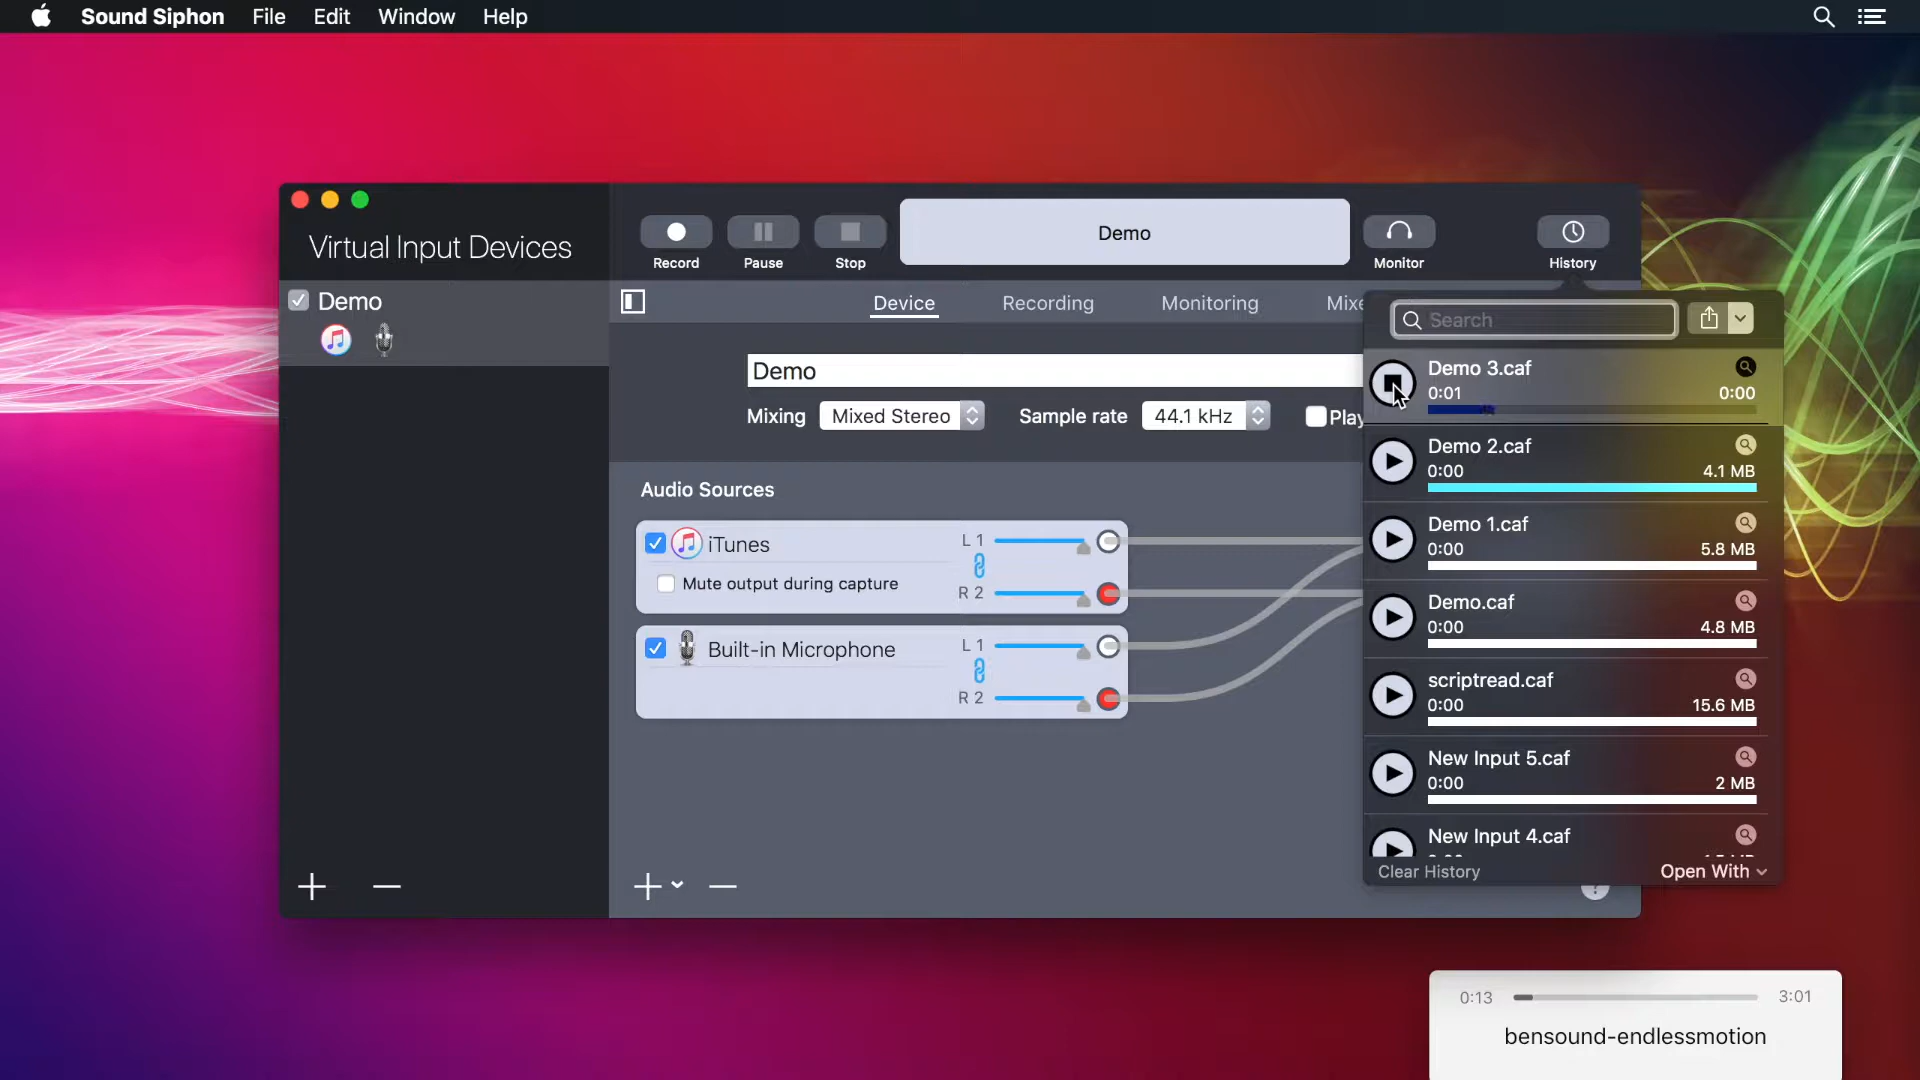 Sound Siphon File Edit Window Help
Virtual Input Devices
Demo
Record Pause Stop Monitor History
Demo
Device Recording Monitoring Mixe
Demo
Mixing Mixed Stereo Sample rate 44.1 kHz Play
Audio Sources
iTunes
L 1
Mute output during capture
R 2
Built-in Microphone
L 1
R 2
Search
Demo 3.caf
0:01 0:00
Demo 2.caf
0:00 4.1 MB
Demo 1.caf
0:00 5.8 MB
Demo.caf
0:00 4.8 MB
scriptread.caf
0:00 15.6 MB
New Input 5.caf
0:00 2 MB
New Input 4.caf
Clear History Open With
?
0:13 3:01
bensound-endlessmotion